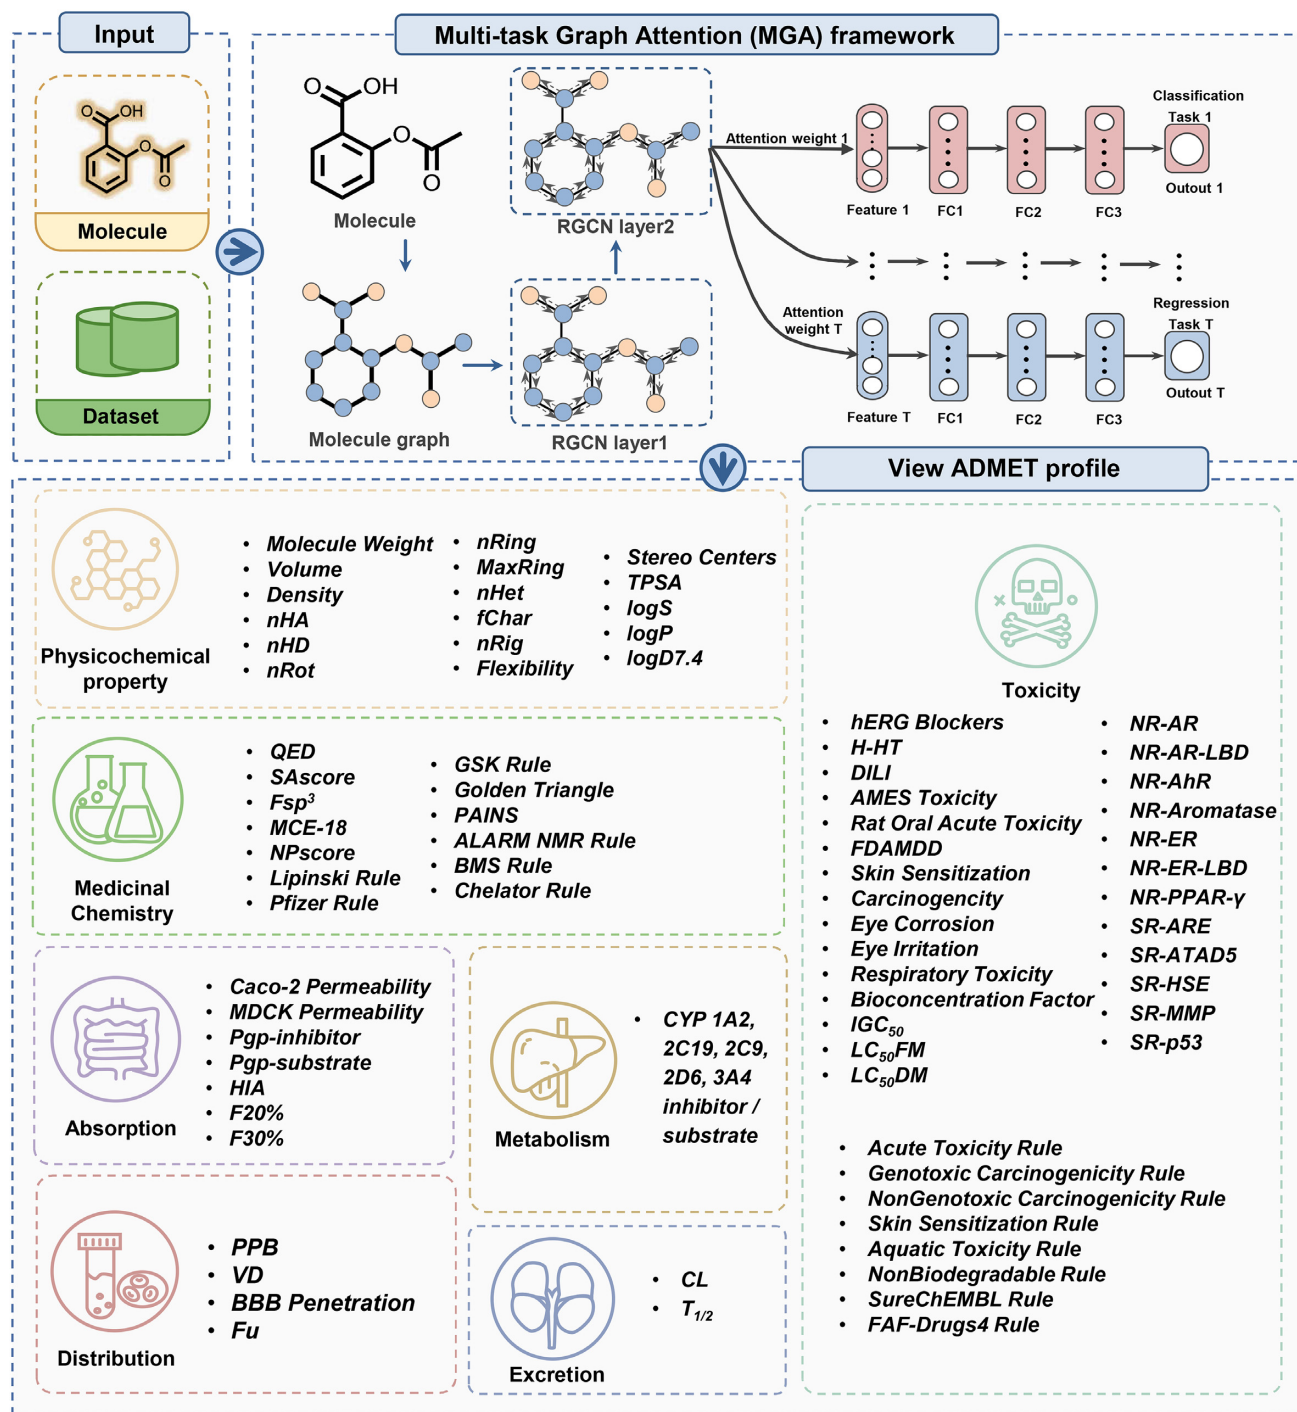 Input
OH
O
O
O
Molecule
Dataset
Multi-task Graph Attention (MGA) framework
O
OH
O
O
Molecule
Molecule graph
RGCN layer2
RGCN layer1
Attention weight 1
Feature 1
FC1
FC2
FC3
Classification
Task 1
Outout 1
Attention
weight T
Feature T
FC1
FC2
FC3
Regression
Task T
Outout T
View ADMET profile
Physicochemical
property
• Molecule Weight
• Volume
• Density
• nHA
• nHD
• nRot
• nRing
• MaxRing
• nHet
• fChar
• nRig
• Flexibility
• Stereo Centers
• TPSA
• logS
• logP
• logD7.4
Medicinal
Chemistry
• QED
• SAscore
• Fsp³
• MCE-18
• NPscore
• Lipinski Rule
• Pfizer Rule
• GSK Rule
• Golden Triangle
• PAINS
• ALARM NMR Rule
• BMS Rule
• Chelator Rule
Absorption
• Caco-2 Permeability
• MDCK Permeability
• Pgp-inhibitor
• Pgp-substrate
• HIA
• F20%
• F30%
Metabolism
• CYP 1A2,
2C19, 2C9,
2D6, 3A4
inhibitor /
substrate
Distribution
• PPB
• VD
• BBB Penetration
• Fu
Excretion
• CL
• T₁/₂
Toxicity
• hERG Blockers
• H-HT
• DILI
• AMES Toxicity
• Rat Oral Acute Toxicity
• FDAMDD
• Skin Sensitization
• Carcinogencity
• Eye Corrosion
• Eye Irritation
• Respiratory Toxicity
• Bioconcentration Factor
• IGC₅₀
• LC₅₀FM
• LC₅₀DM
• NR-AR
• NR-AR-LBD
• NR-AhR
• NR-Aromatase
• NR-ER
• NR-ER-LBD
• NR-PPAR-γ
• SR-ARE
• SR-ATAD5
• SR-HSE
• SR-MMP
• SR-p53
• Acute Toxicity Rule
• Genotoxic Carcinogenicity Rule
• NonGenotoxic Carcinogenicity Rule
• Skin Sensitization Rule
• Aquatic Toxicity Rule
• NonBiodegradable Rule
• SureChEMBL Rule
• FAF-Drugs4 Rule